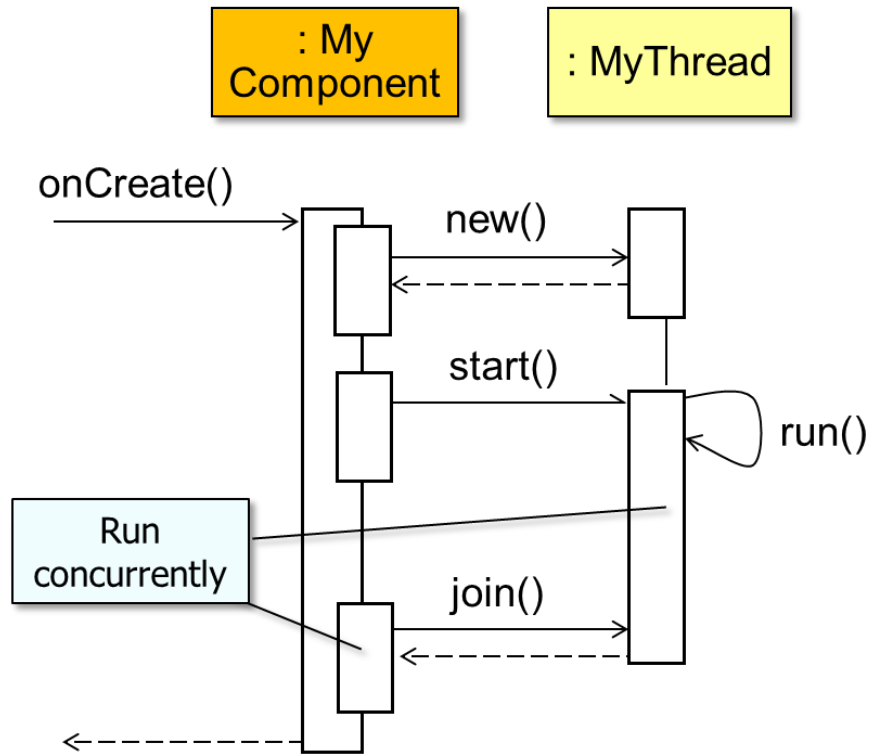 : My
Component
: MyThread
onCreate()
new()
start()
run()
Run
concurrently
join()